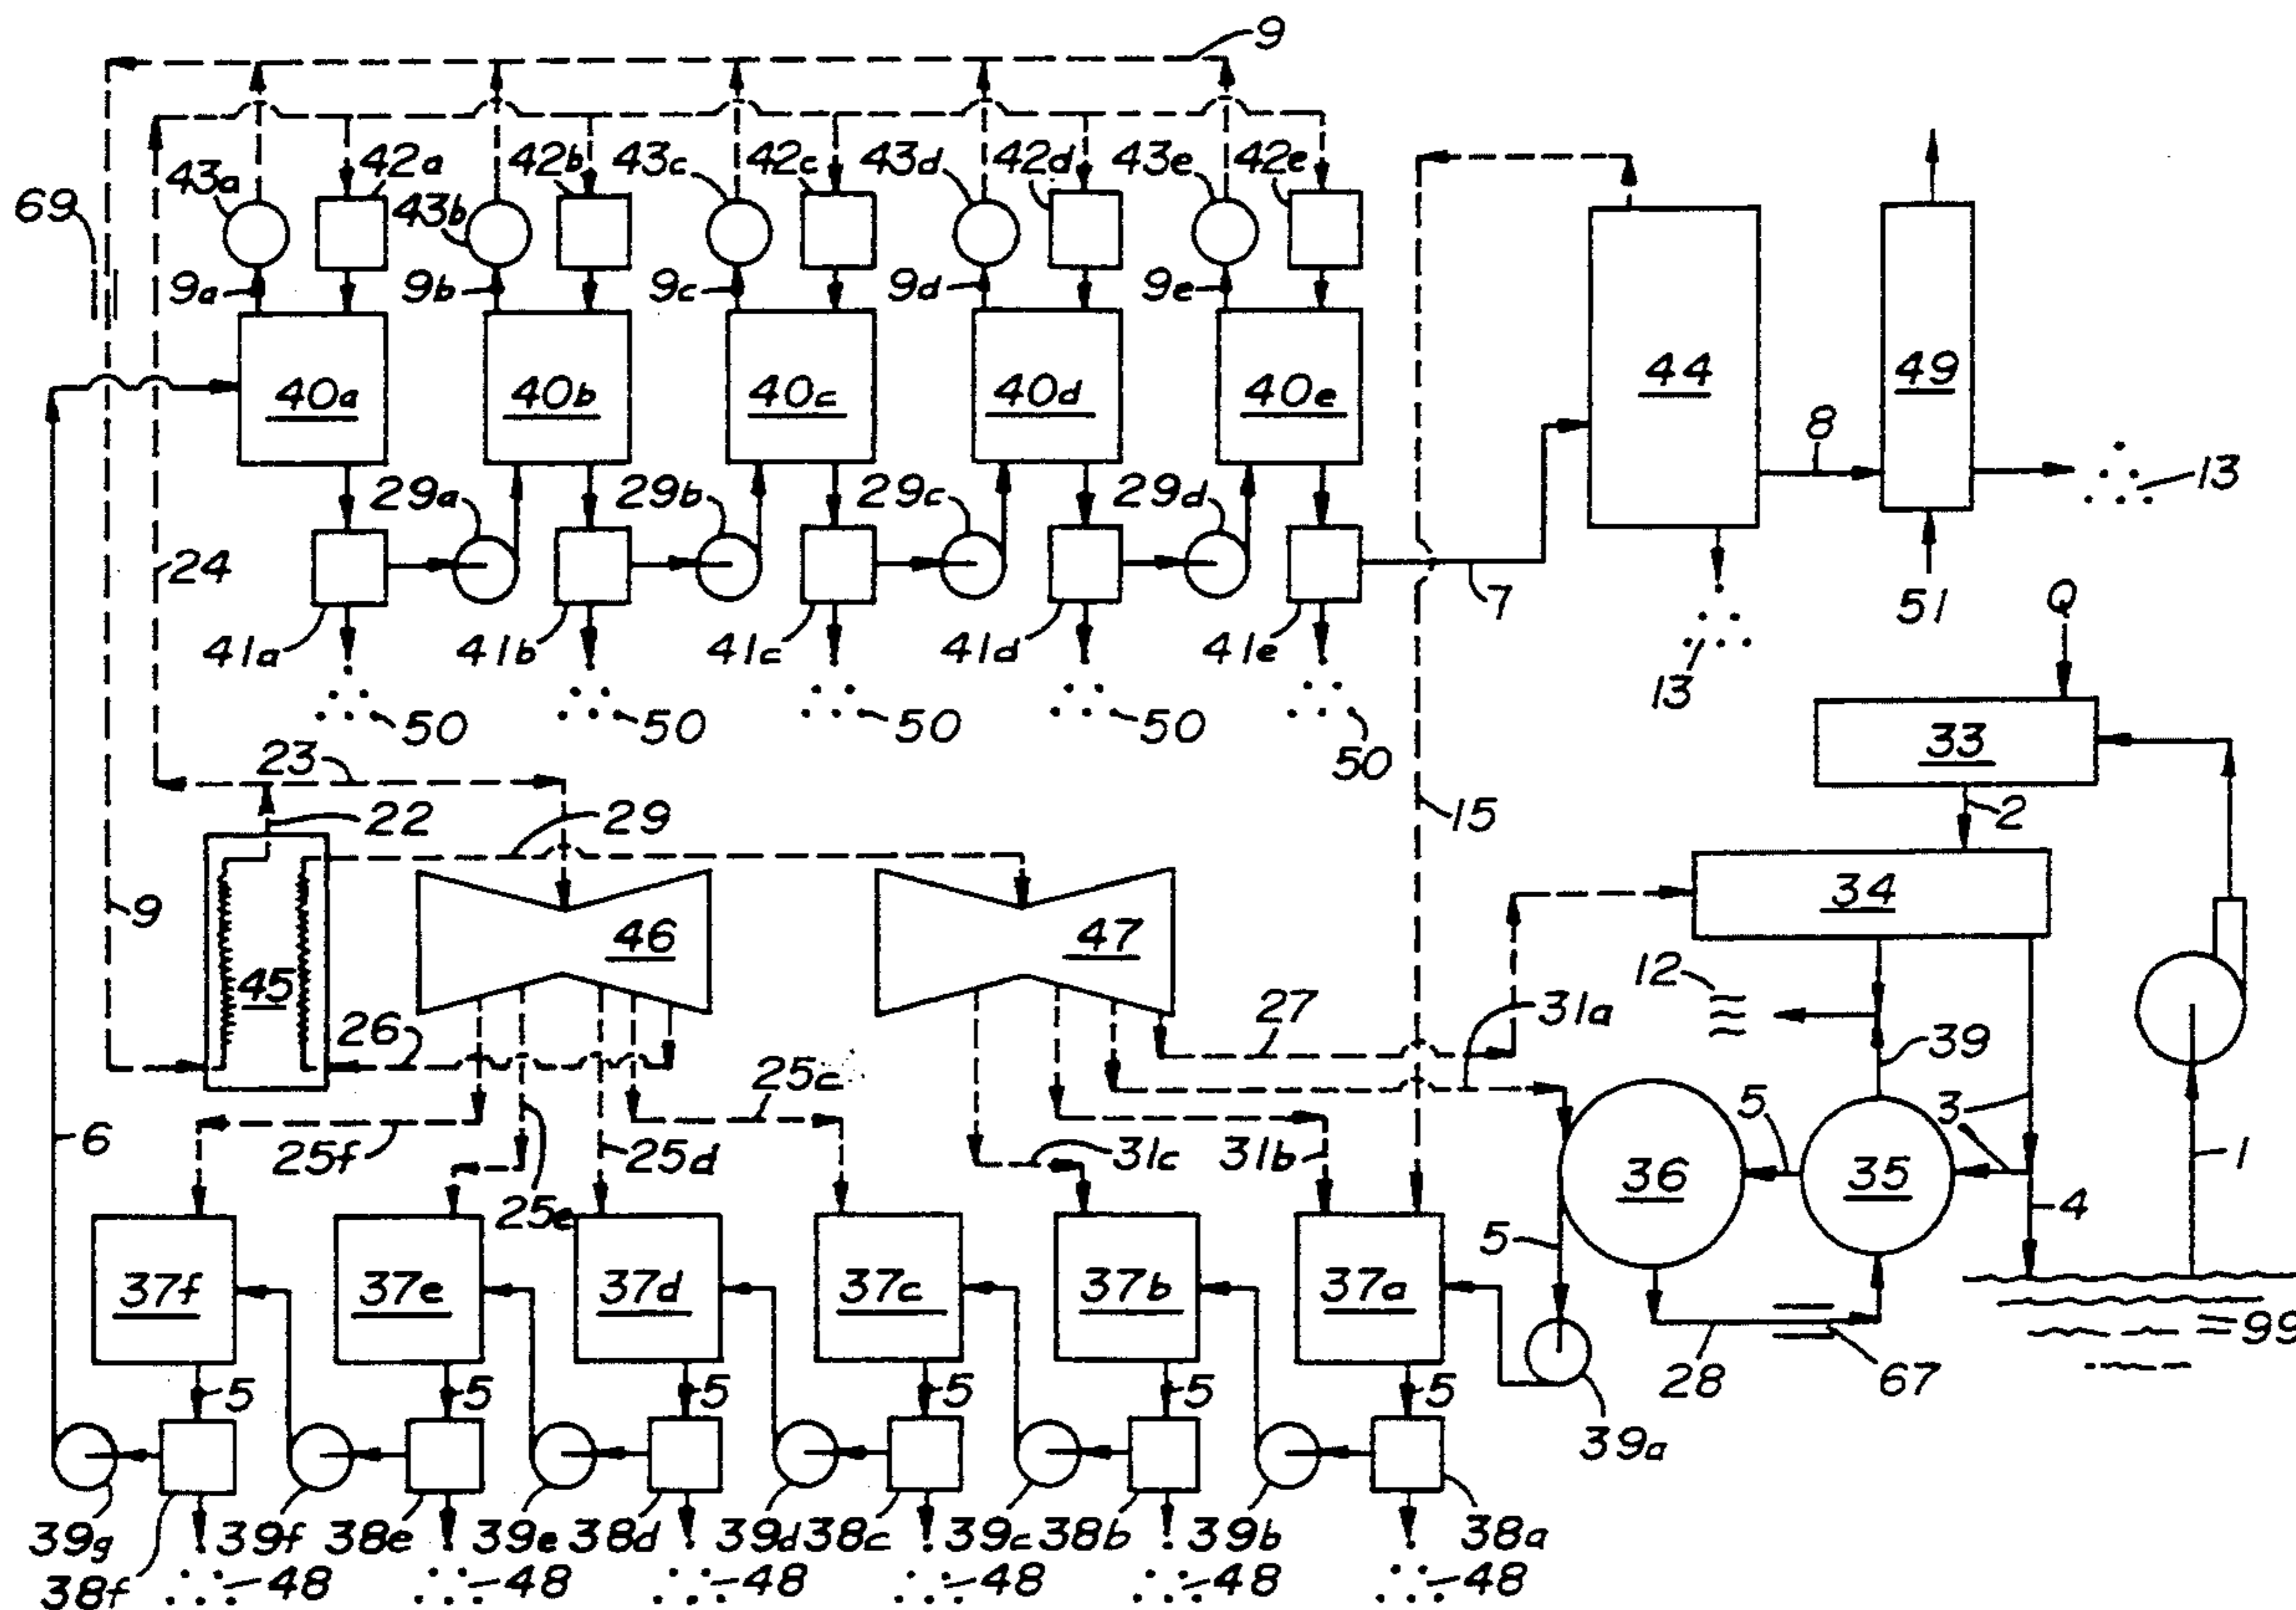 9
42a
42b
43c
42c
43d
42d
43e
42e
43a
43b
69
9a
9b
9c
9d
9e
40a
40b
40c
40d
40e
44
49
8
13
29a
29b
29c
29d
24
7
51
41a
41b
41c
41d
41e
Q
13
50
50
50
50
50
33
23
22
29
15
2
9
45
46
47
34
12
26
27
31a
39
25c
5
3
6
25f
25e
25d
31c
31b
36
35
1
4
5
37f
37e
37d
37c
37b
37a
99
28
67
5
5
5
5
5
5
39a
39g
39f
38e
39e
38d
39d
38c
39c
38b
39b
38a
38f
48
48
48
48
48
48